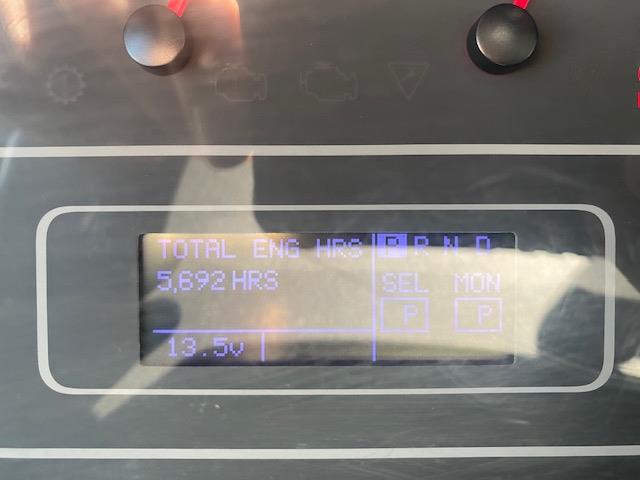 TOTAL ENG HRS
5,692 HRS
13.5v
P R N D
SEL MON
P P